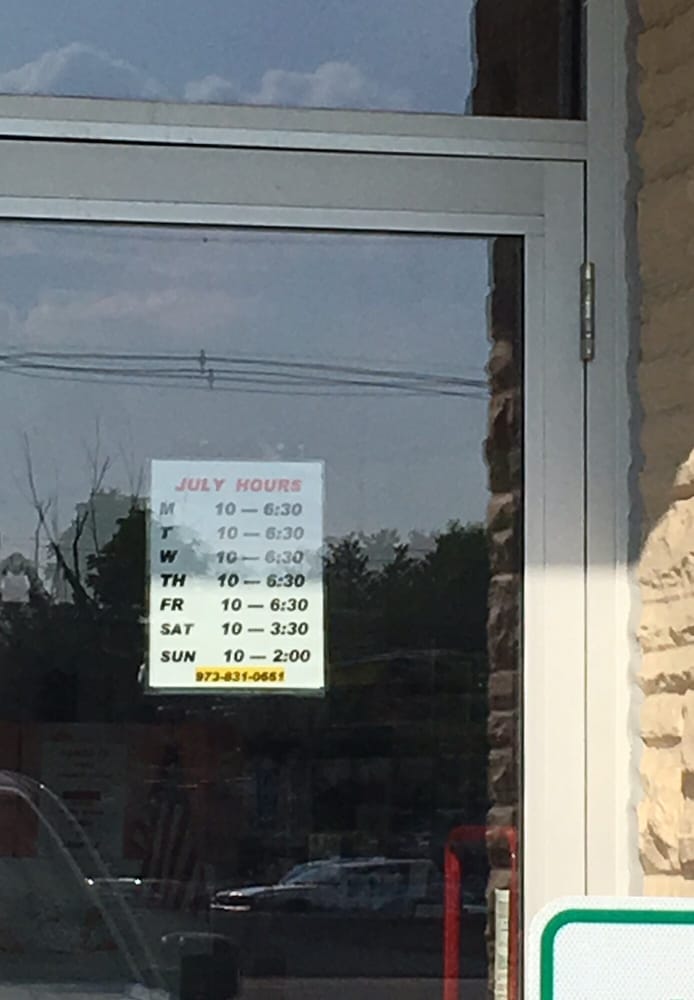 JULY HOURS
M 10 — 6:30
T 10 — 6:30
W 10 — 6:30
TH 10 — 6:30
FR 10 — 6:30
SAT 10 — 3:30
SUN 10 — 2:00
973-831-0661